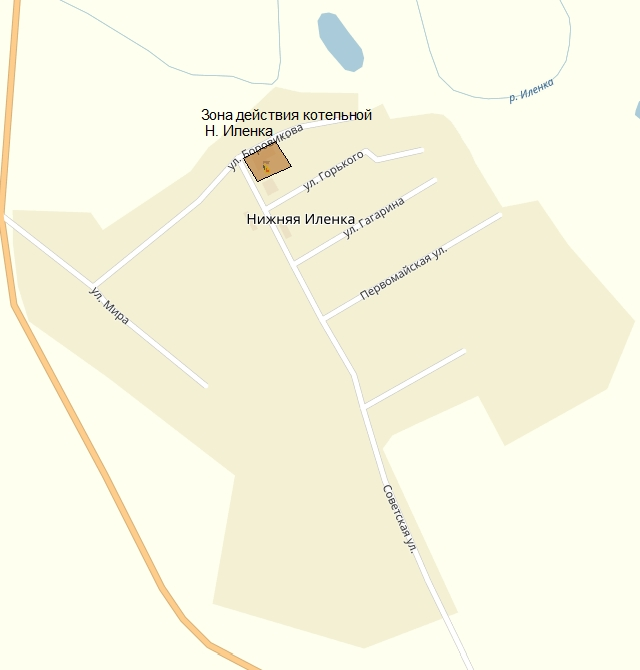 р. Иленка
Зона действия котельной
Н. Иленка
ул. Боровикова
ул. Горького
Нижняя Иленка
ул. Гагарина
Первомайская ул.
ул. Мира
Советская ул.